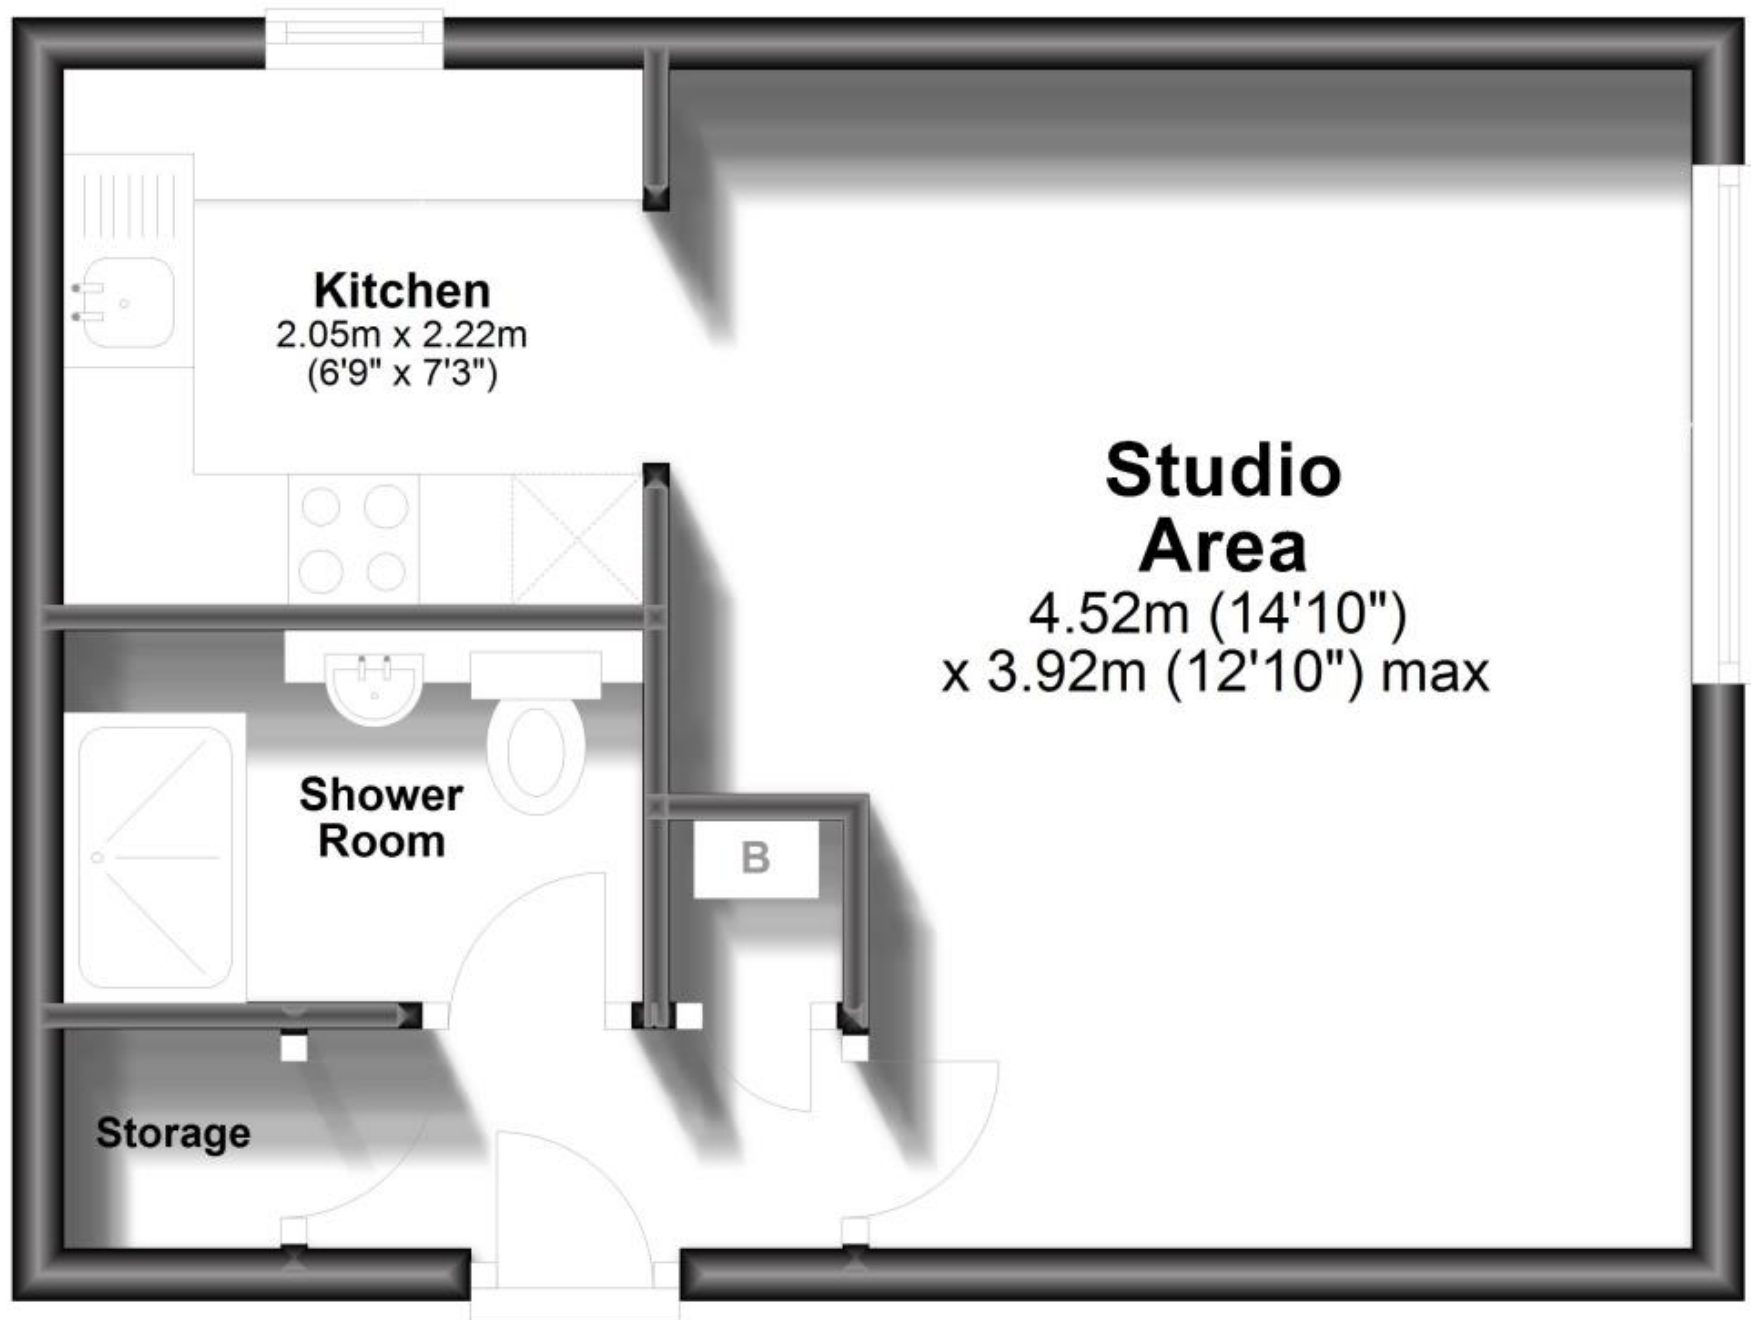 Kitchen
2.05m x 2.22m
(6'9" x 7'3")
Studio
Area
4.52m (14'10")
x 3.92m (12'10") max
Shower
Room
B
Storage